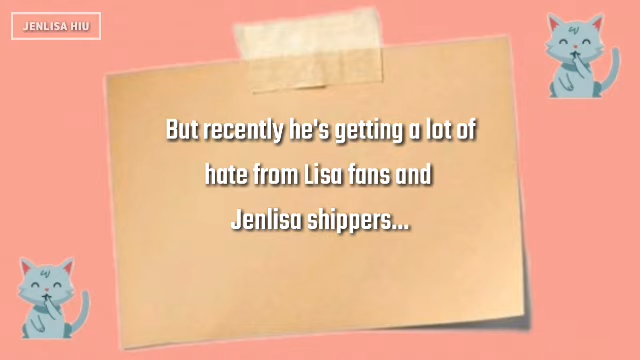 JENLISA HIU
But recently he's getting a lot of
hate from Lisa fans and
Jenlisa shippers...